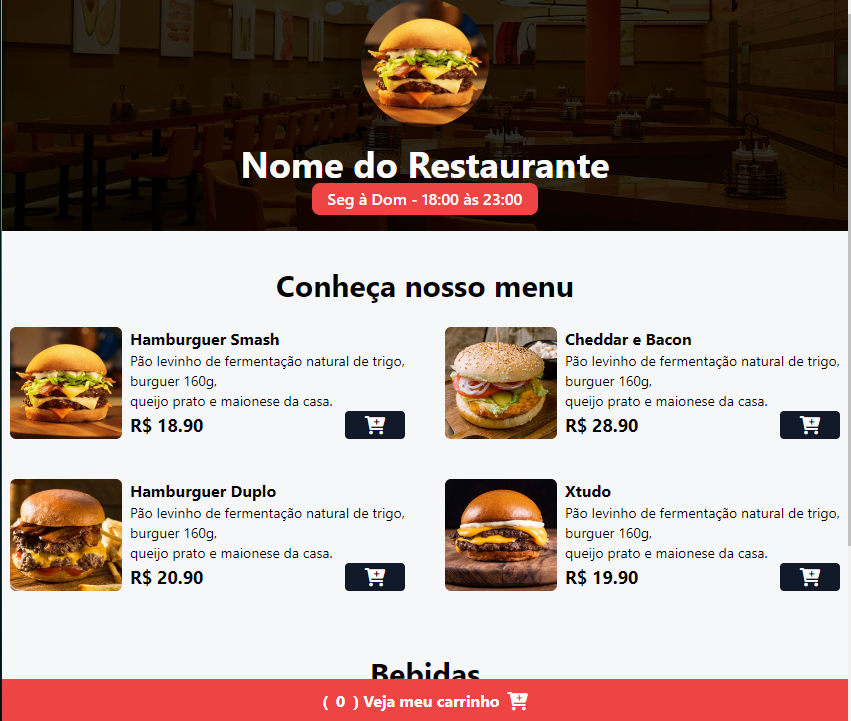 Nome do Restaurante
Seg à Dom - 18:00 às 23:00
Conheça nosso menu
Hamburguer Smash
Pão levinho de fermentação natural de trigo,
burguer 160g,
queijo prato e maionese da casa.
R$ 18.90
Cheddar e Bacon
Pão levinho de fermentação natural de trigo,
burguer 160g,
queijo prato e maionese da casa.
R$ 28.90
Hamburguer Duplo
Pão levinho de fermentação natural de trigo,
burguer 160g,
queijo prato e maionese da casa.
R$ 20.90
Xtudo
Pão levinho de fermentação natural de trigo,
burguer 160g,
queijo prato e maionese da casa.
R$ 19.90
Bebidas
( 0 ) Veja meu carrinho